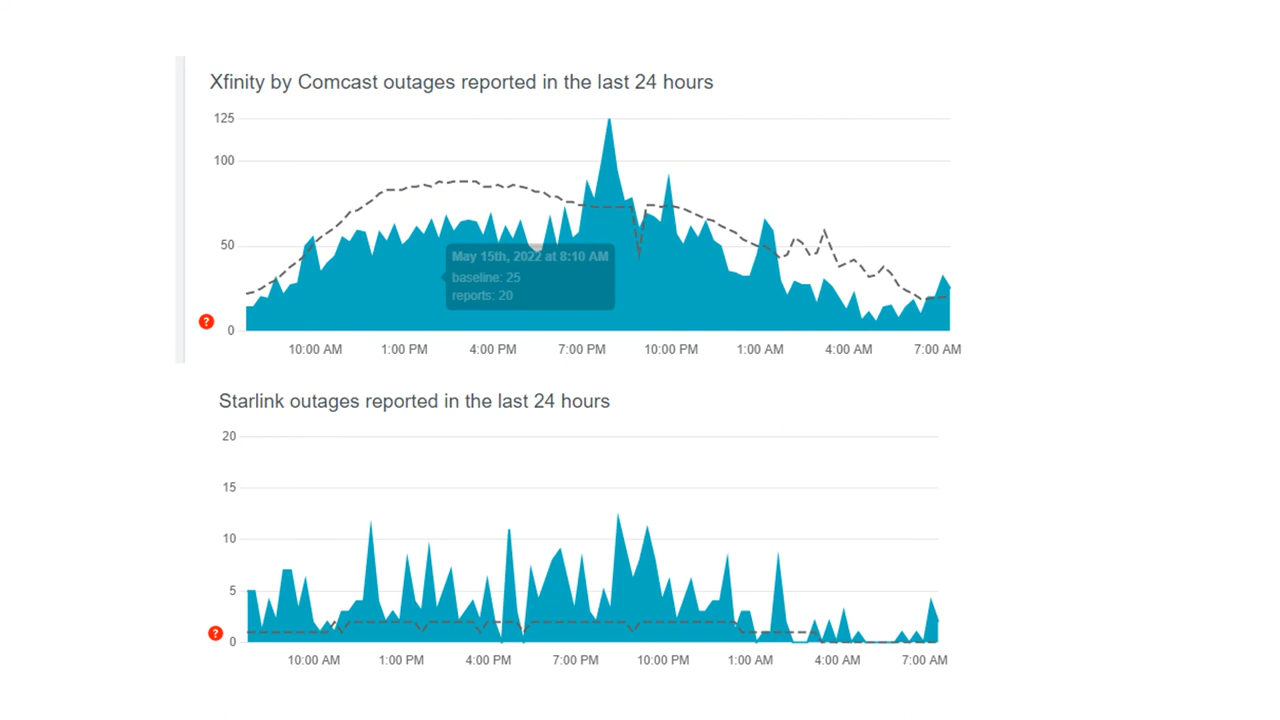 Xfinity by Comcast outages reported in the last 24 hours
125
100
50
May 15th, 2022 at 8:10 AM
baseline: 25
reports: 20
?
0
10:00 AM 1:00 PM 4:00 PM 7:00 PM 10:00 PM 1:00 AM 4:00 AM 7:00 AM
Starlink outages reported in the last 24 hours
20
15
10
5
?
0
10:00 AM 1:00 PM 4:00 PM 7:00 PM 10:00 PM 1:00 AM 4:00 AM 7:00 AM